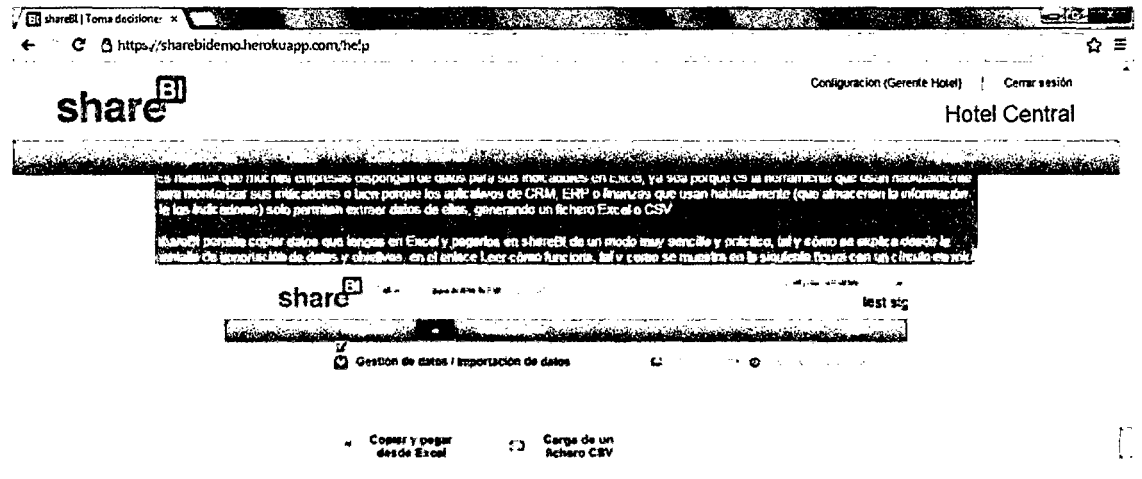 shareBI | Toma decisione:
https://sharebidemo.herokuapp.com/help
Configuracion (Gerente Hotel) | Cerrar sesión
share BI
Hotel Central
Es habitual que muchas empresas dispongan de datos para sus indicadores en Excel, ya sea porque es la herramienta que usan habitualmente
para monitorizar sus indicadores o bien porque los aplicativos de CRM, ERP o finanzas que usan habitualmente (que almacenan la información
de los indicadores) solo permiten extraer datos de ellos, generando un fichero Excel o CSV
shareBI permite copiar datos que tengas en Excel y pegarlos en shareBI de un modo muy sencillo y práctico, tal y cómo se explica desde la
pantalla de importación de datos y objetivos, en el enlace Leer cómo funciona, tal y como se muestra en la siguiente figura con un círculo en rojo
share BI
test sig
Gestión de datos / Importación de datos
Copiar y pegar
desde Excel
Carga de un
fichero CSV